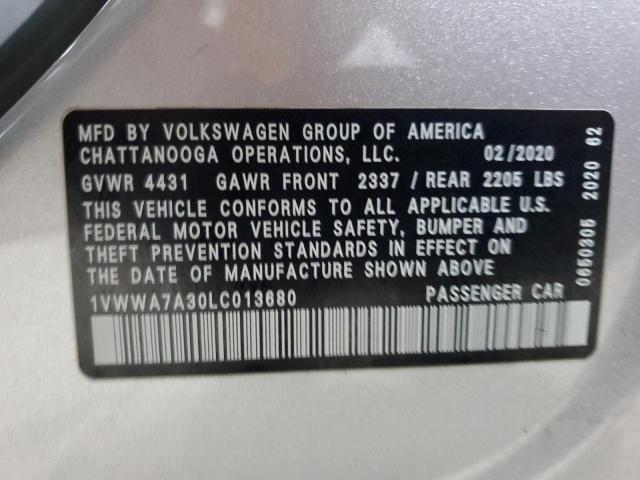 MFD BY VOLKSWAGEN GROUP OF AMERICA
CHATTANOOGA OPERATIONS, LLC. 02/2020
GVWR 4431 GAWR FRONT 2337 / REAR 2205 LBS
THIS VEHICLE CONFORMS TO ALL APPLICABLE U.S.
FEDERAL MOTOR VEHICLE SAFETY, BUMPER AND
THEFT PREVENTION STANDARDS IN EFFECT ON
THE DATE OF MANUFACTURE SHOWN ABOVE
1VWWA7A30LC013680 PASSENGER CAR
0660305 2020 62